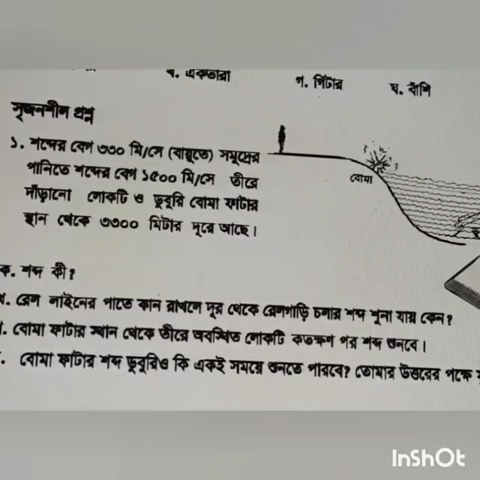 খ. একতারা গ. গিটার ঘ. বাঁশি
সৃজনশীল প্রশ্ন
১. শব্দের বেগ ৩৩০ মি/সে (বায়ুতে) সমুদ্রের
পানিতে শব্দের বেগ ১৫০০ মি/সে তীরে
দাঁড়ানো লোকটি ও ডুবুরি বোমা ফাটার
স্থান থেকে ৩৩০০ মিটার দূরে আছে।
বোমা
ক. শব্দ কী?
খ. রেল লাইনের পাতে কান রাখলে দূর থেকে রেলগাড়ি চলার শব্দ শুনা যায় কেন?
গ. বোমা ফাটার স্থান থেকে তীরে অবস্থিত লোকটি কতক্ষণ পর শব্দ শুনবে।
বোমা ফাটার শব্দ ডুবুরিও কি একই সময়ে শুনতে পারবে? তোমার উত্তরের পক্ষে
InShOt